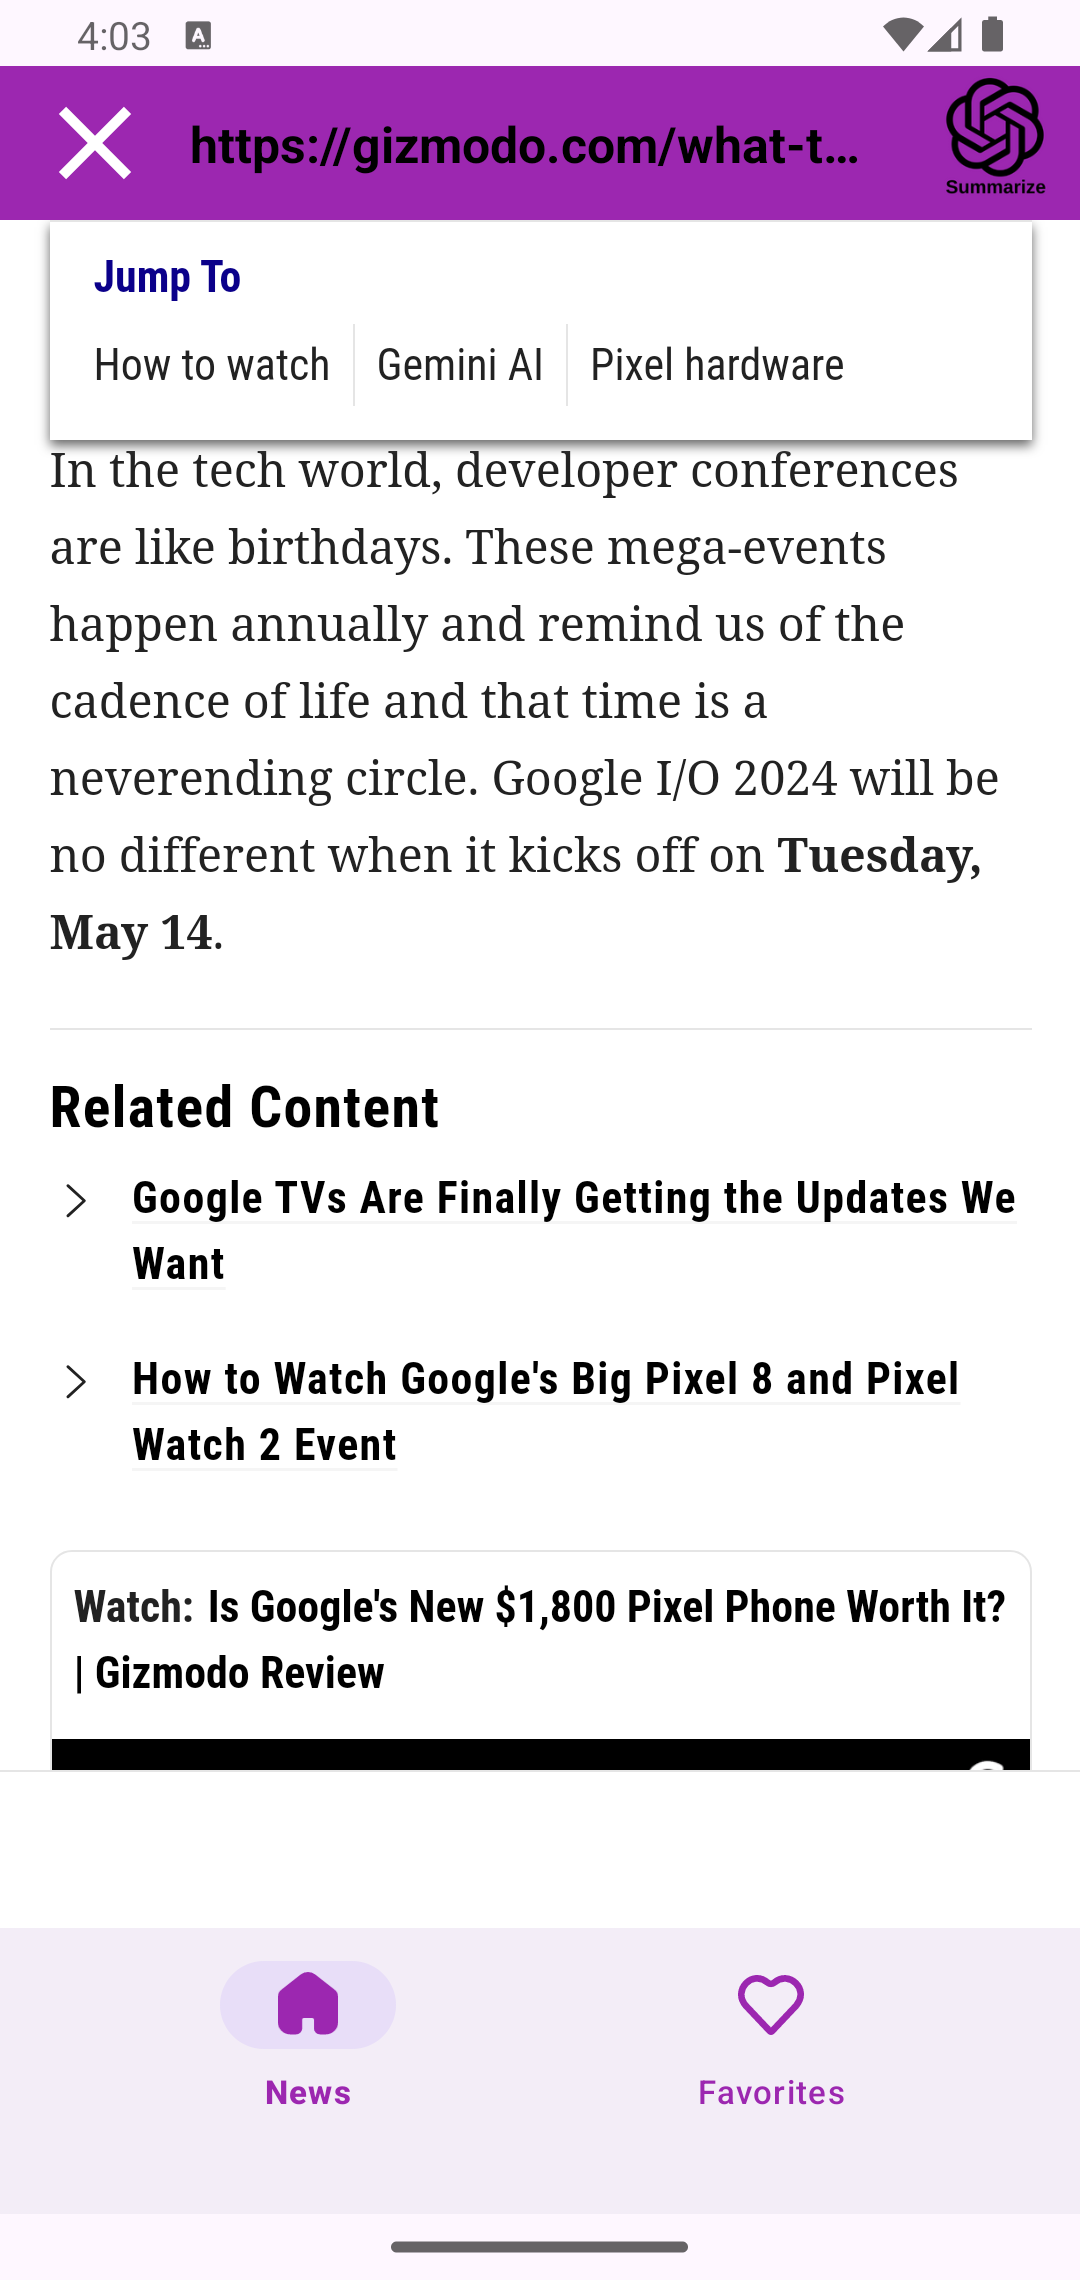 4:03
https://gizmodo.com/what-t...
Summarize
Jump To
How to watch
Gemini AI
Pixel hardware
In the tech world, developer conferences
are like birthdays. These mega-events
happen annually and remind us of the
cadence of life and that time is a
neverending circle. Google I/O 2024 will be
no different when it kicks off on Tuesday,
May 14.
Related Content
Google TVs Are Finally Getting the Updates We
Want
How to Watch Google's Big Pixel 8 and Pixel
Watch 2 Event
Watch: Is Google's New $1,800 Pixel Phone Worth It?
| Gizmodo Review
News
Favorites